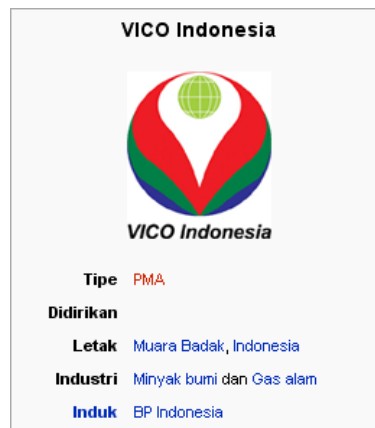 VICO Indonesia
VICO Indonesia
Tipe PMA
Didirikan
Letak Muara Badak, Indonesia
Industri Minyak bumi dan Gas alam
Induk BP Indonesia